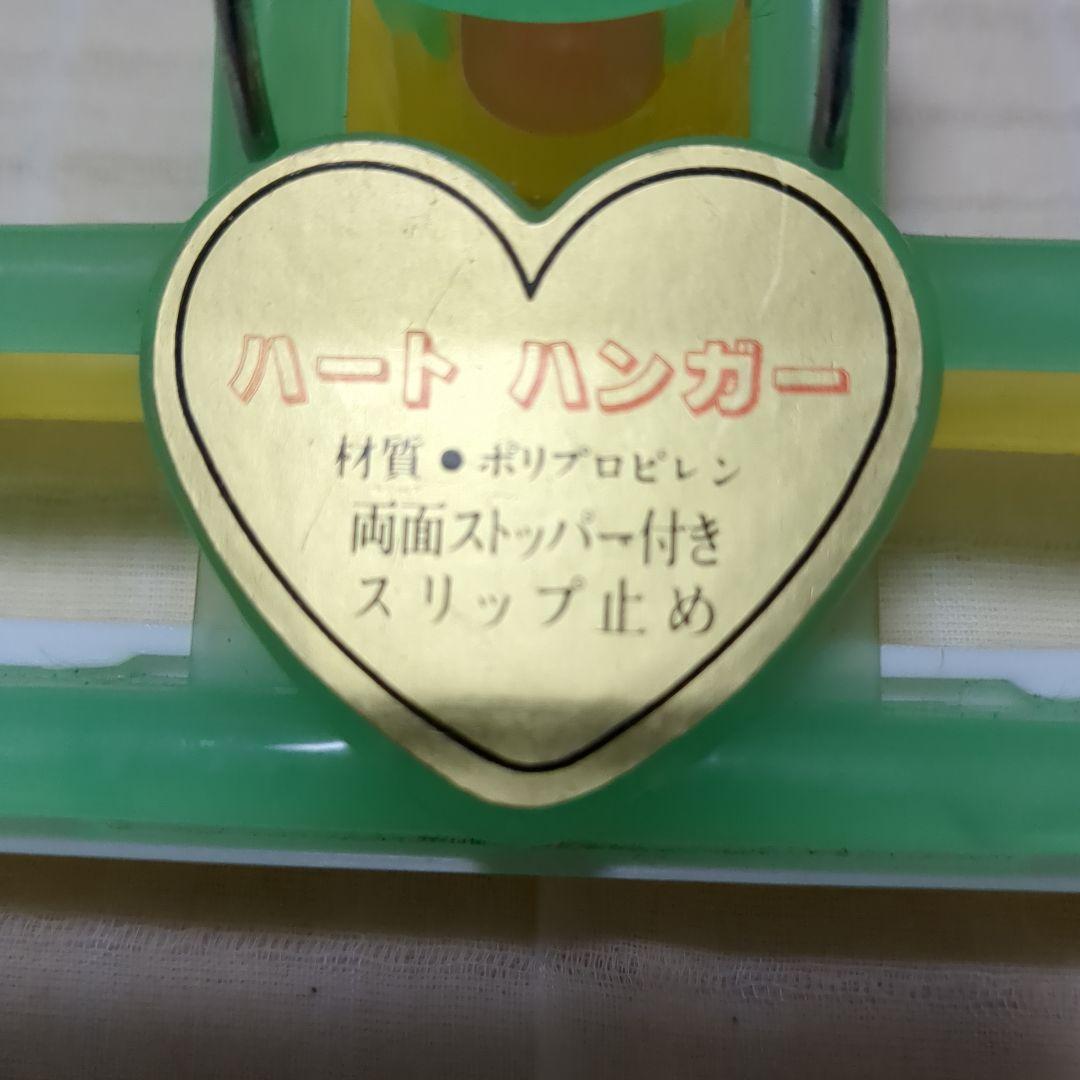 ハート ハンガー
材質●ポリプロピレン
両面ストッパー付き
スリップ止め